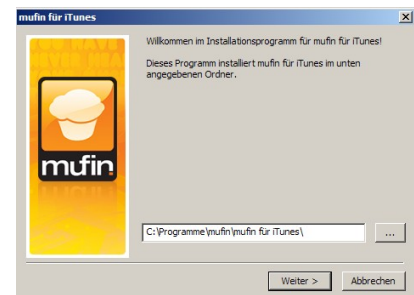 mufin für iTunes
Willkommen im Installationsprogramm für mufin für iTunes!
Dieses Programm installiert mufin für iTunes im unten
angegebenen Ordner.
mufin
C:\Programme\mufin\mufin für iTunes\
...
Weiter >
Abbrechen